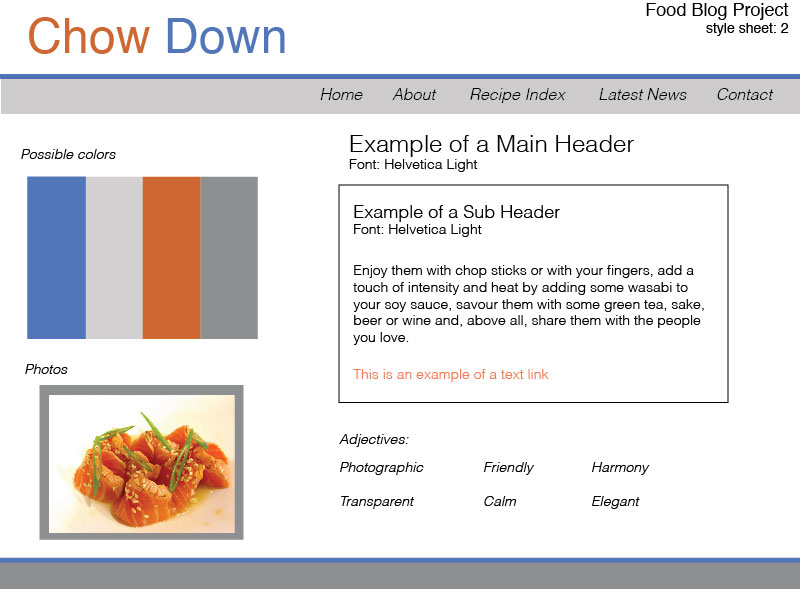 Chow Down
Food Blog Project
style sheet: 2
Home About Recipe Index Latest News Contact
Possible colors
Photos
Example of a Main Header
Font: Helvetica Light
Example of a Sub Header
Font: Helvetica Light
Enjoy them with chop sticks or with your fingers, add a
touch of intensity and heat by adding some wasabi to
your soy sauce, savour them with some green tea, sake,
beer or wine and, above all, share them with the people
you love.
This is an example of a text link
Adjectives:
Photographic Friendly Harmony
Transparent Calm Elegant